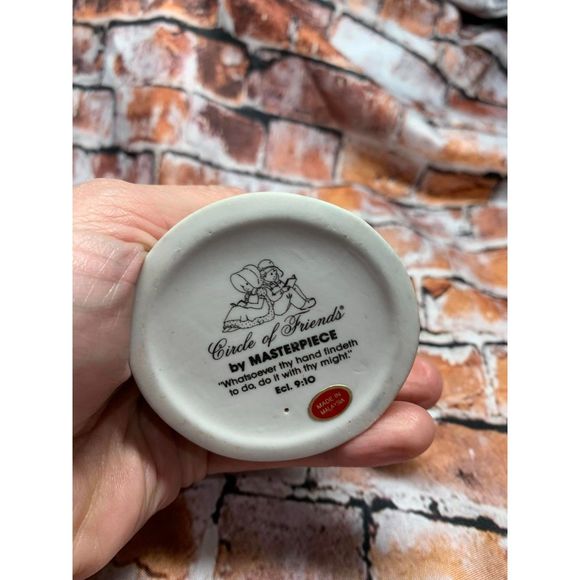 Circle of Friends®
by MASTERPIECE
"Whatsoever thy hand findeth
to do, do it with thy might."
Ecl. 9:10
MADE IN
MALAYSIA